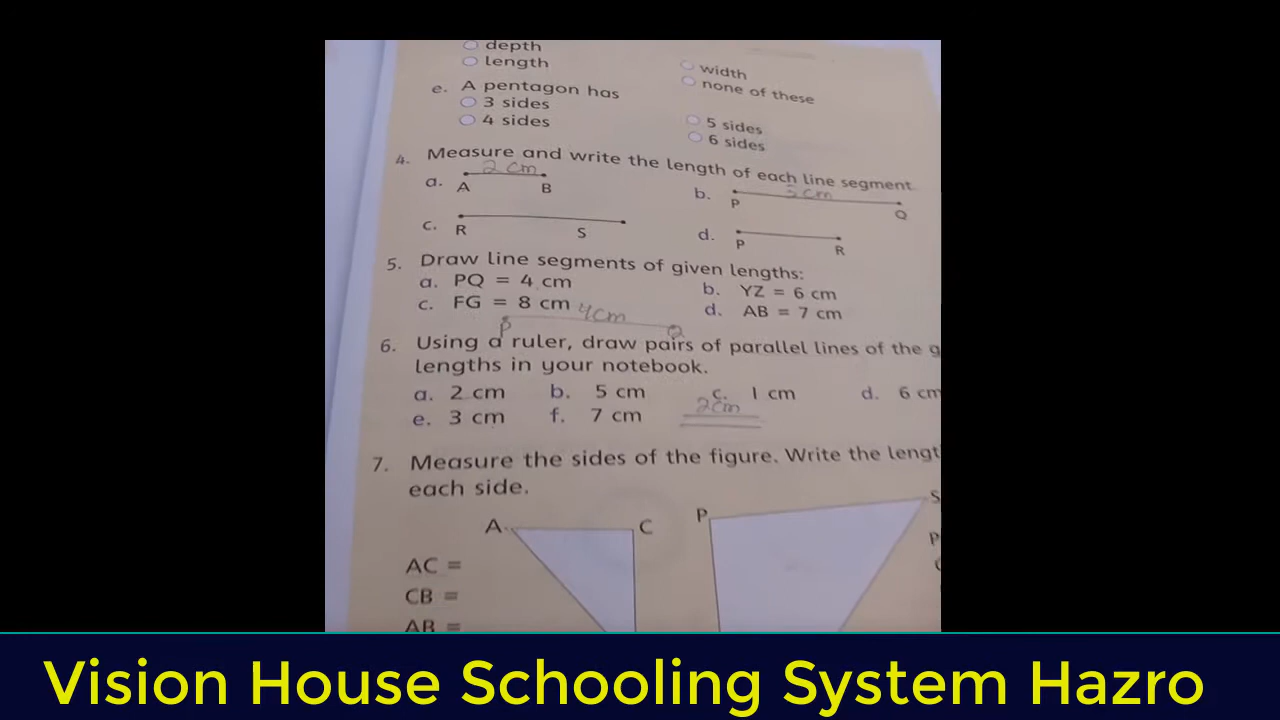 depth
length
width
none of these
e. A pentagon has
3 sides
4 sides
5 sides
6 sides
4. Measure and write the length of each line segment
a. 2 cm
A B
b. 5 cm
P Q
c. R S
d. P R
5. Draw line segments of given lengths:
a. PQ = 4 cm
b. YZ = 6 cm
c. FG = 8 cm
d. AB = 7 cm
4cm
P Q
6. Using a ruler, draw pairs of parallel lines of the g
lengths in your notebook.
a. 2 cm b. 5 cm c. 1 cm d. 6 cm
e. 3 cm f. 7 cm
2cm
7. Measure the sides of the figure. Write the lengt
each side.
A C P S
AC =
CB =
AB =
P
Vision House Schooling System Hazro